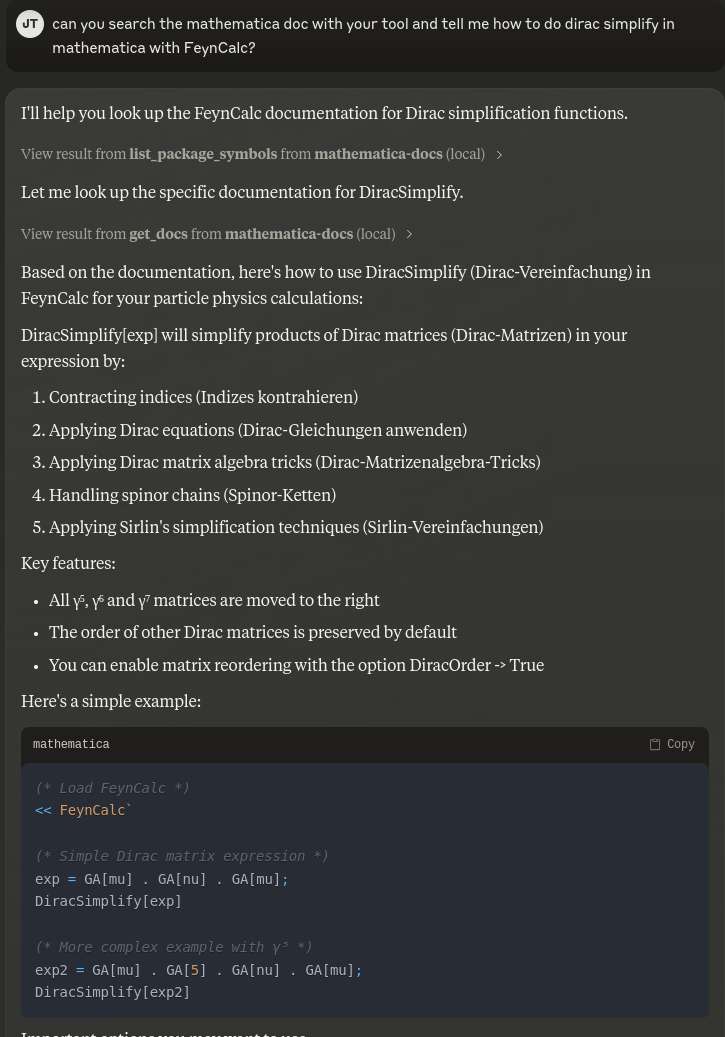 JT
can you search the mathematica doc with your tool and tell me how to do dirac simplify in
mathematica with FeynCalc?
I'll help you look up the FeynCalc documentation for Dirac simplification functions.
View result from list_package_symbols from mathematica-docs (local)
Let me look up the specific documentation for DiracSimplify.
View result from get_docs from mathematica-docs (local)
Based on the documentation, here's how to use DiracSimplify (Dirac-Vereinfachung) in
FeynCalc for your particle physics calculations:
DiracSimplify[exp] will simplify products of Dirac matrices (Dirac-Matrizen) in your
expression by:
1. Contracting indices (Indizes kontrahieren)
2. Applying Dirac equations (Dirac-Gleichungen anwenden)
3. Applying Dirac matrix algebra tricks (Dirac-Matrizenalgebra-Tricks)
4. Handling spinor chains (Spinor-Ketten)
5. Applying Sirlin's simplification techniques (Sirlin-Vereinfachungen)
Key features:
• All γ⁵, γ⁶ and γ⁷ matrices are moved to the right
• The order of other Dirac matrices is preserved by default
• You can enable matrix reordering with the option DiracOrder -> True
Here's a simple example:
mathematica Copy
(* Load FeynCalc *)
<< FeynCalc`
(* Simple Dirac matrix expression *)
exp = GA[mu] . GA[nu] . GA[mu];
DiracSimplify[exp]
(* More complex example with γ⁵ *)
exp2 = GA[mu] . GA[5] . GA[nu] . GA[mu];
DiracSimplify[exp2]
Important options you may want to use